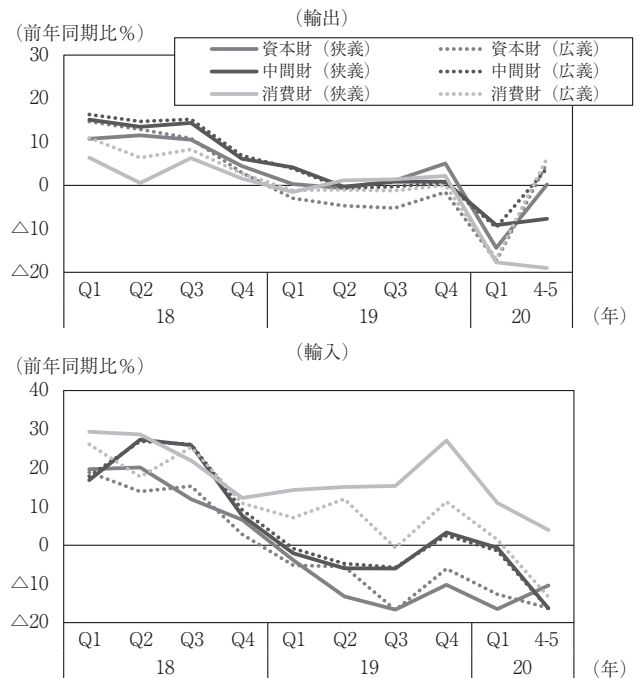 （輸出）
（前年同期比％）
資本財（狭義） 資本財（広義）
中間財（狭義） 中間財（広義）
消費財（狭義） 消費財（広義）
30
20
10
0
△10
△20
Q1 Q2 Q3 Q4 Q1 Q2 Q3 Q4 Q1 4-5
18 19 20 （年）
（輸入）
（前年同期比％）
40
30
20
10
0
△10
△20
Q1 Q2 Q3 Q4 Q1 Q2 Q3 Q4 Q1 4-5
18 19 20 （年）